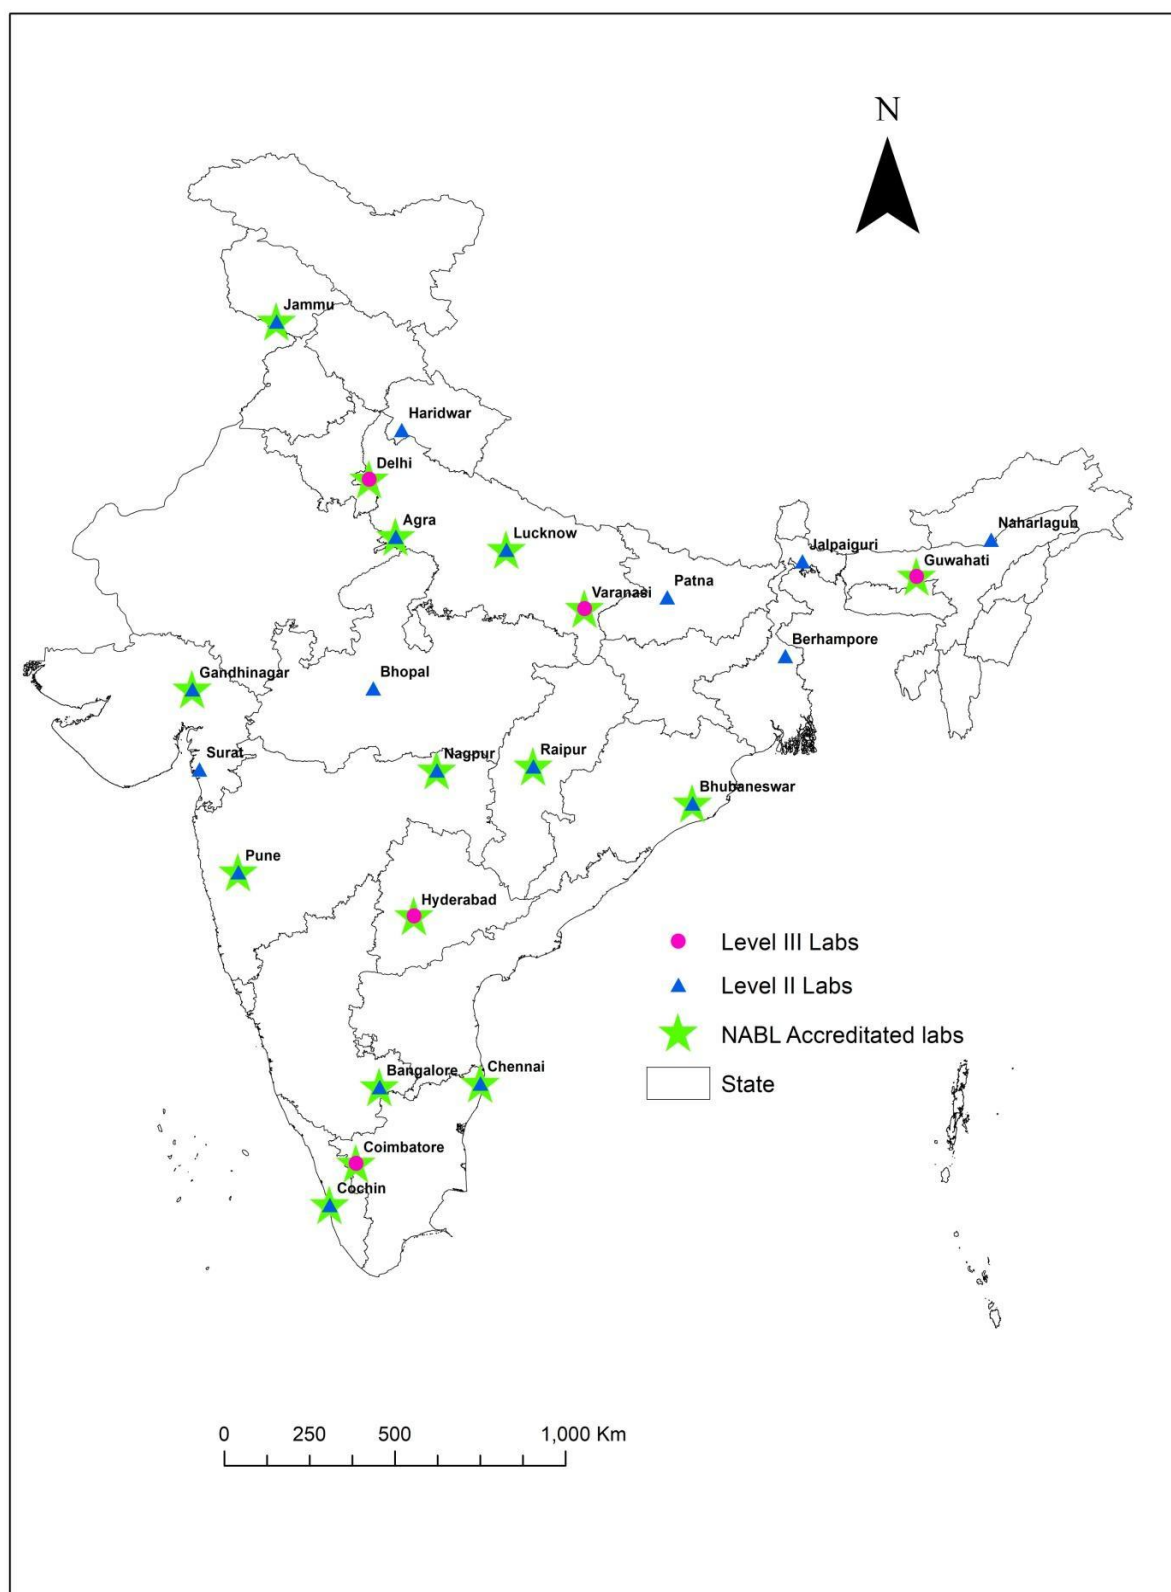 N
Jammu
Haridwar
Delhi
Agra
Lucknow
Naharlagun
Jalpaiguri
Guwahati
Varanasi
Patna
Berhampore
Gandhinagar
Bhopal
Surat
Nagpur
Raipur
Bhubaneswar
Pune
Hyderabad
Level III Labs
Level II Labs
NABL Accreditated labs
State
Bangalore
Chennai
Coimbatore
Cochin
0 250 500 1,000 Km